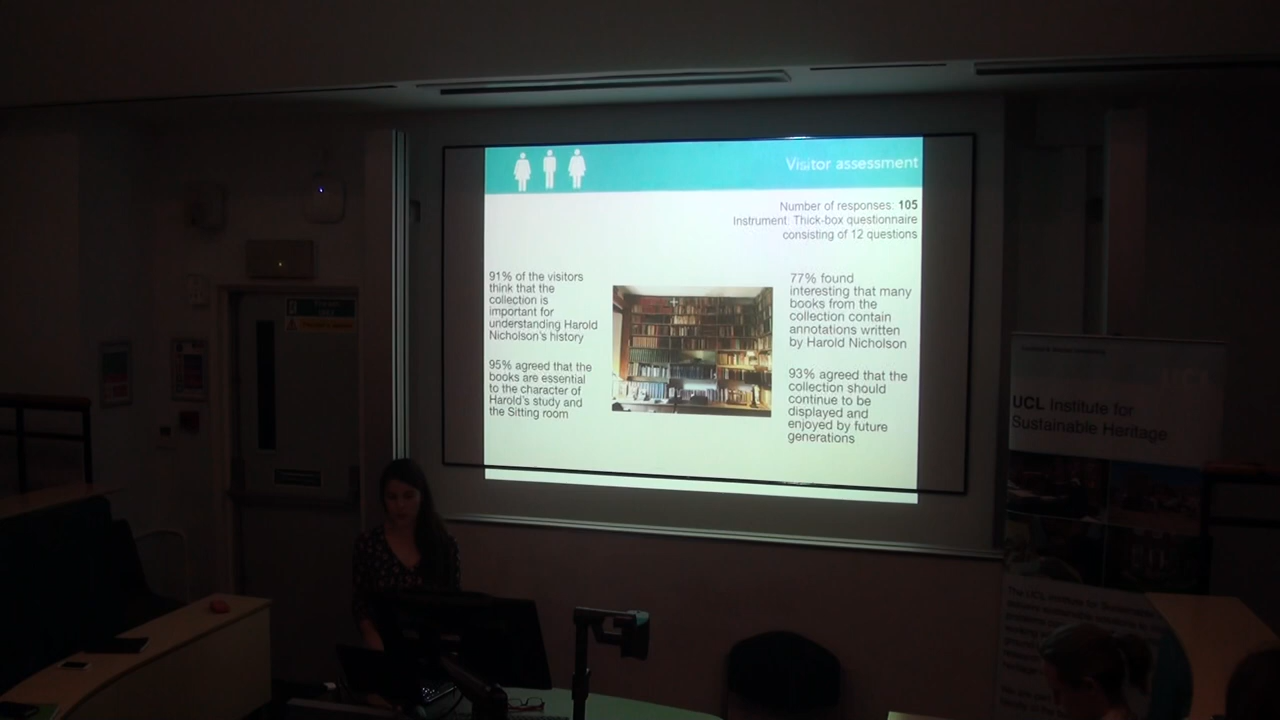 Visitor assessment
Number of responses: 105
Instrument: Thick-box questionnaire
consisting of 12 questions
91% of the visitors
think that the
collection is
important for
understanding Harold
Nicholson's history
95% agreed that the
books are essential
to the character of
Harold's study and
the Sitting room
77% found
interesting that many
books from the
collection contain
annotations written
by Harold Nicholson
93% agreed that the
collection should
continue to be
displayed and
enjoyed by future
generations
UCL Institute for
Sustainable Heritage